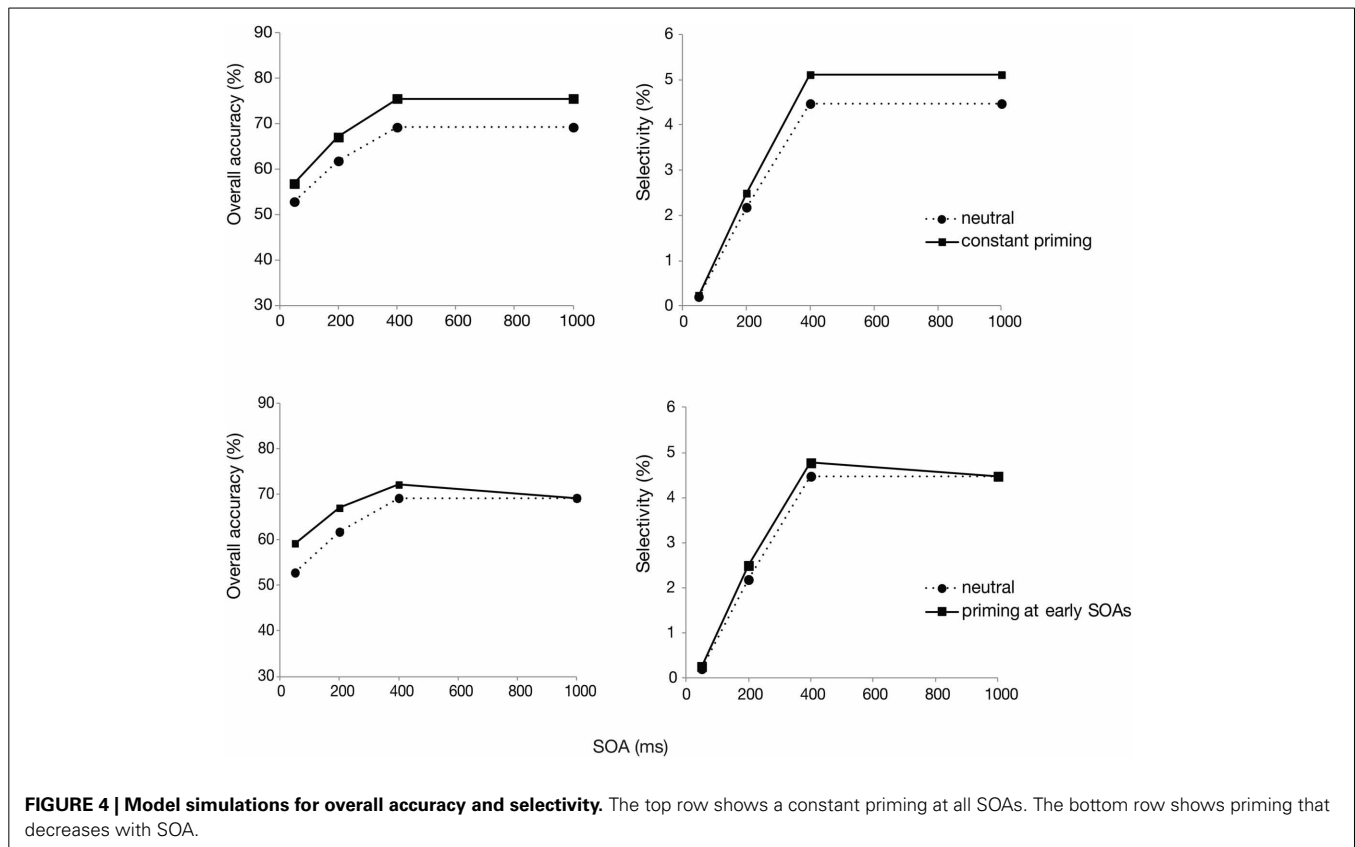 90
80
70
60
50
40
30
Overall accuracy (%)
0 200 400 600 800 1000
6
5
4
3
2
1
0
Selectivity (%)
0 200 400 600 800 1000
neutral
constant priming
90
80
70
60
50
40
30
Overall accuracy (%)
0 200 400 600 800 1000
6
5
4
3
2
1
0
Selectivity (%)
0 200 400 600 800 1000
neutral
priming at early SOAs
SOA (ms)
FIGURE 4 | Model simulations for overall accuracy and selectivity. The top row shows a constant priming at all SOAs. The bottom row shows priming that
decreases with SOA.